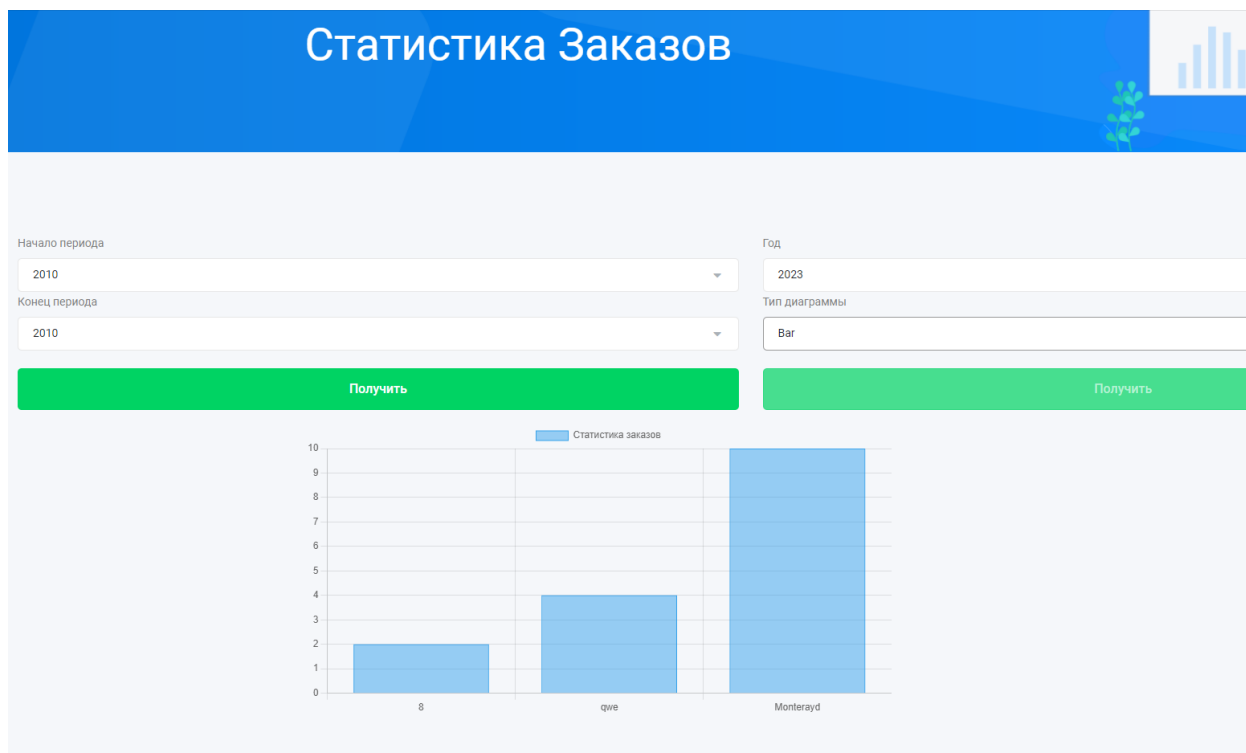 Статистика Заказов
Начало периода
2010
Конец периода
2010
Получить
Год
2023
Тип диаграммы
Bar
Получить
Статистика заказов
10
9
8
7
6
5
4
3
2
1
0
8 qwe Monterayd